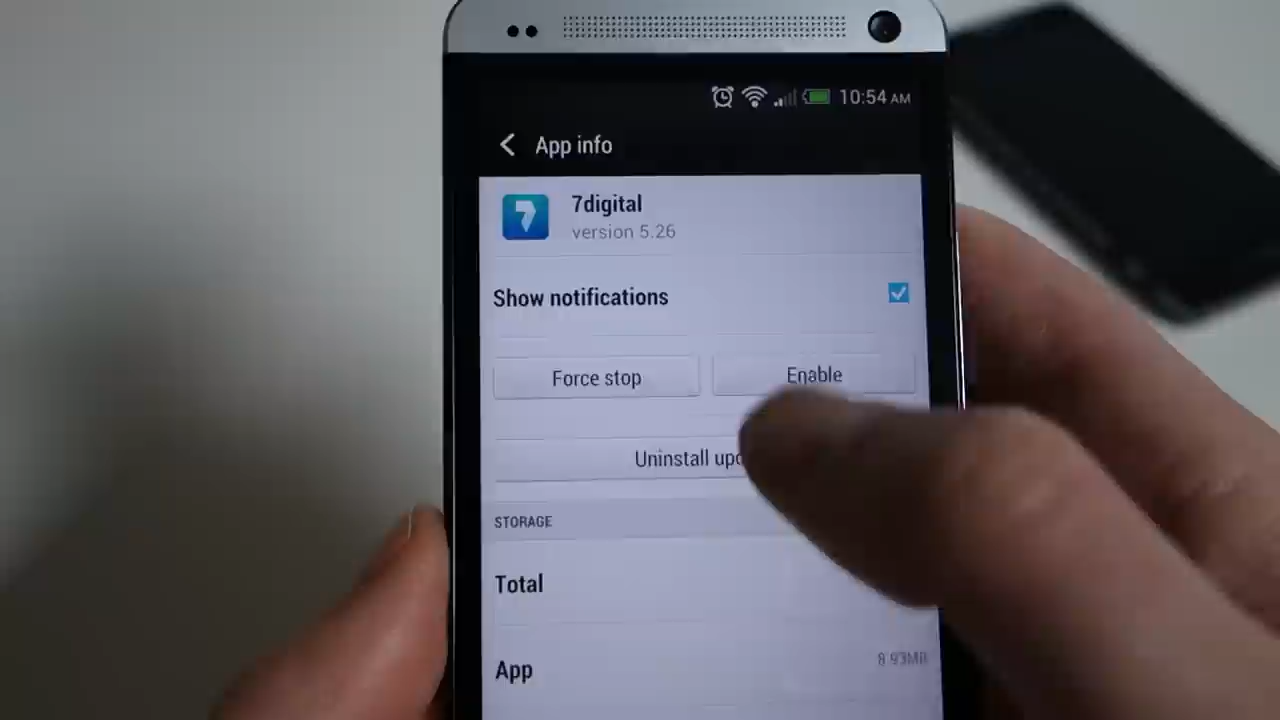 10:54 AM
App info
7digital
version 5.26
Show notifications
Force stop
Enable
Uninstall
STORAGE
Total
App
8.93MB